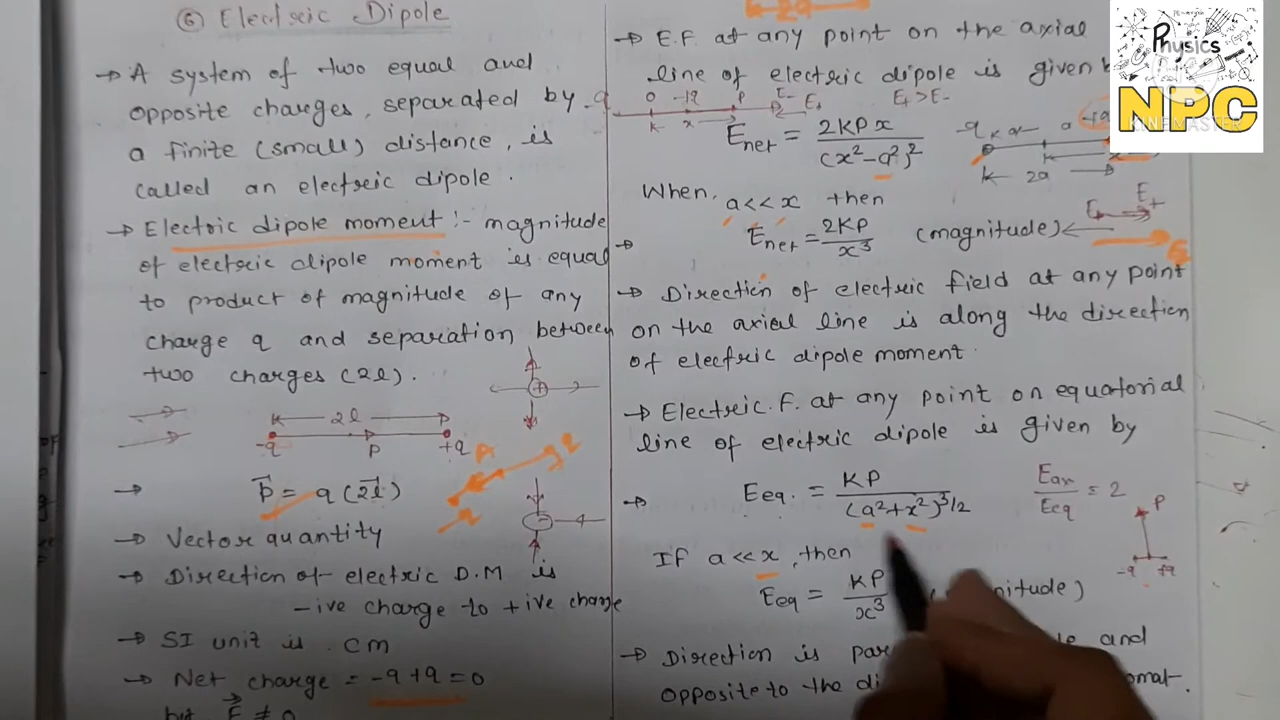 ⑥ Electric Dipole
→ A system of two equal and
opposite charges, separated by
a finite (small) distance, is
called an electric dipole.
→ Electric dipole moment :- magnitude
of electric dipole moment is equal
to product of magnitude of any
charge q and separation between
two charges (2l).
2l
-q P +q
→ P⃗ = q(2l⃗)
→ Vector quantity
→ Direction of electric D.M is
-ive charge to +ive charge
→ SI unit is cm
→ Net charge = -q+q=0
but E⃗ ≠ 0
2a
→ E.F. at any point on the axial
line of electric dipole is given
E+ > E-
Enet = 2KPx/(x²-a²)²
-q
2a
When, a<<x then
→ Enet = 2KP/x³ (magnitude)
E- E+
→ Direction of electric field at any point
on the axial line is along the direction
of electric dipole moment.
→ Electric. F. at any point on equatorial
line of electric dipole is given by
→ Eeq. = KP/(a²+x²)^3/2
Eax/Eeq = 2
P
-q +q
If a<<x, then
Eeq = KP/x³
→ Direction is and
opposite to the
Physics
NPC